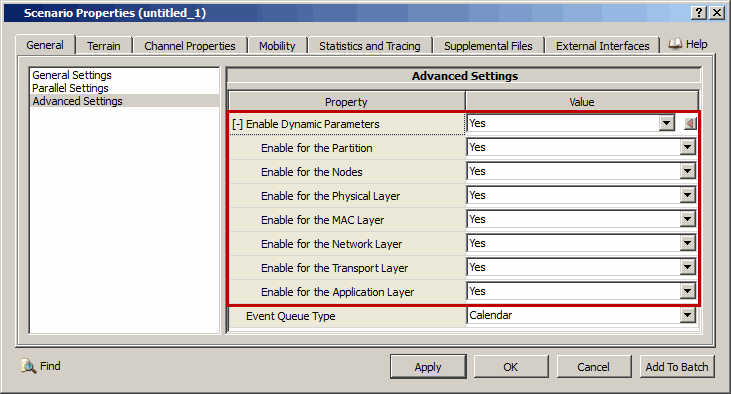 Scenario Properties (untitled_1)
General Terrain Channel Properties Mobility Statistics and Tracing Supplemental Files External Interfaces Help
General Settings
Parallel Settings
Advanced Settings
Advanced Settings
Property Value
[-] Enable Dynamic Parameters Yes
Enable for the Partition Yes
Enable for the Nodes Yes
Enable for the Physical Layer Yes
Enable for the MAC Layer Yes
Enable for the Network Layer Yes
Enable for the Transport Layer Yes
Enable for the Application Layer Yes
Event Queue Type Calendar
Find Apply OK Cancel Add To Batch